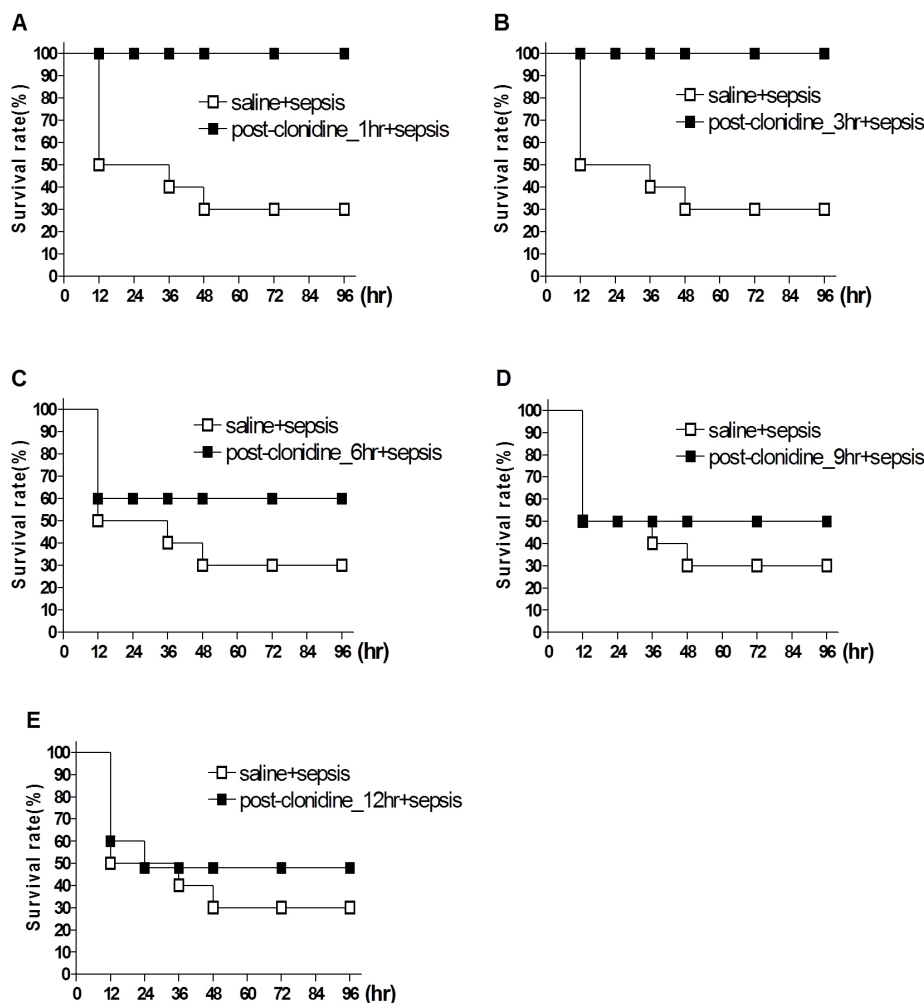 A
Survival rate(%)
100
90
80
70
60
50
40
30
20
10
0
saline+sepsis
post-clonidine_1hr+sepsis
0 12 24 36 48 60 72 84 96 (hr)
B
Survival rate(%)
100
90
80
70
60
50
40
30
20
10
0
saline+sepsis
post-clonidine_3hr+sepsis
0 12 24 36 48 60 72 84 96 (hr)
C
Survival rate(%)
100
90
80
70
60
50
40
30
20
10
0
saline+sepsis
post-clonidine_6hr+sepsis
0 12 24 36 48 60 72 84 96 (hr)
D
Survival rate(%)
100
90
80
70
60
50
40
30
20
10
0
saline+sepsis
post-clonidine_9hr+sepsis
0 12 24 36 48 60 72 84 96 (hr)
E
Survival rate(%)
100
90
80
70
60
50
40
30
20
10
0
saline+sepsis
post-clonidine_12hr+sepsis
0 12 24 36 48 60 72 84 96 (hr)